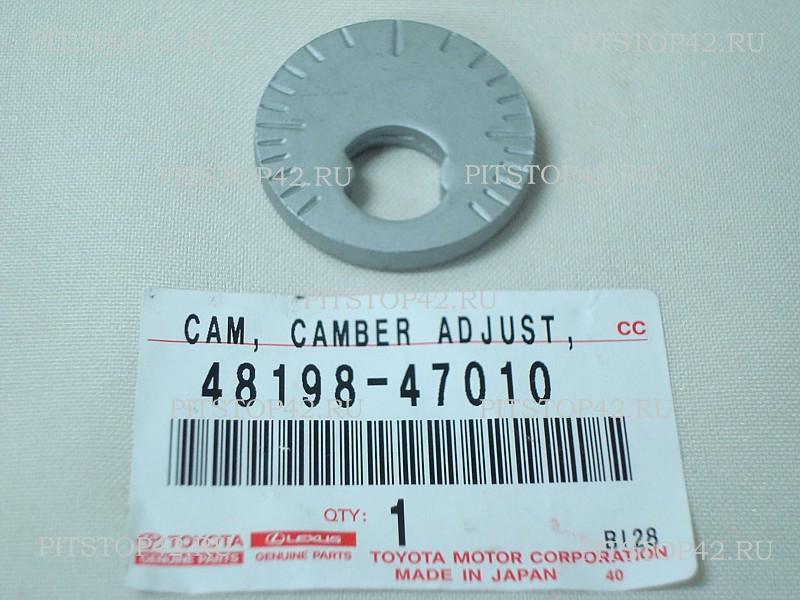 PITSTOP42.RU PITSTOP42.RU
PITSTOP42.RU PITSTOP42.RU
PITSTOP42.RU
CAM, CAMBER ADJUST, CC
48198-47010
PITSTOP42.RU PITSTOP42.RU
QTY: 1
BL28
TOYOTA LEXUS
PITSTOP42.RU PITSTOP42.RU
GENUINE PARTS GENUINE PARTS TOYOTA MOTOR CORPORATION
MADE IN JAPAN 40